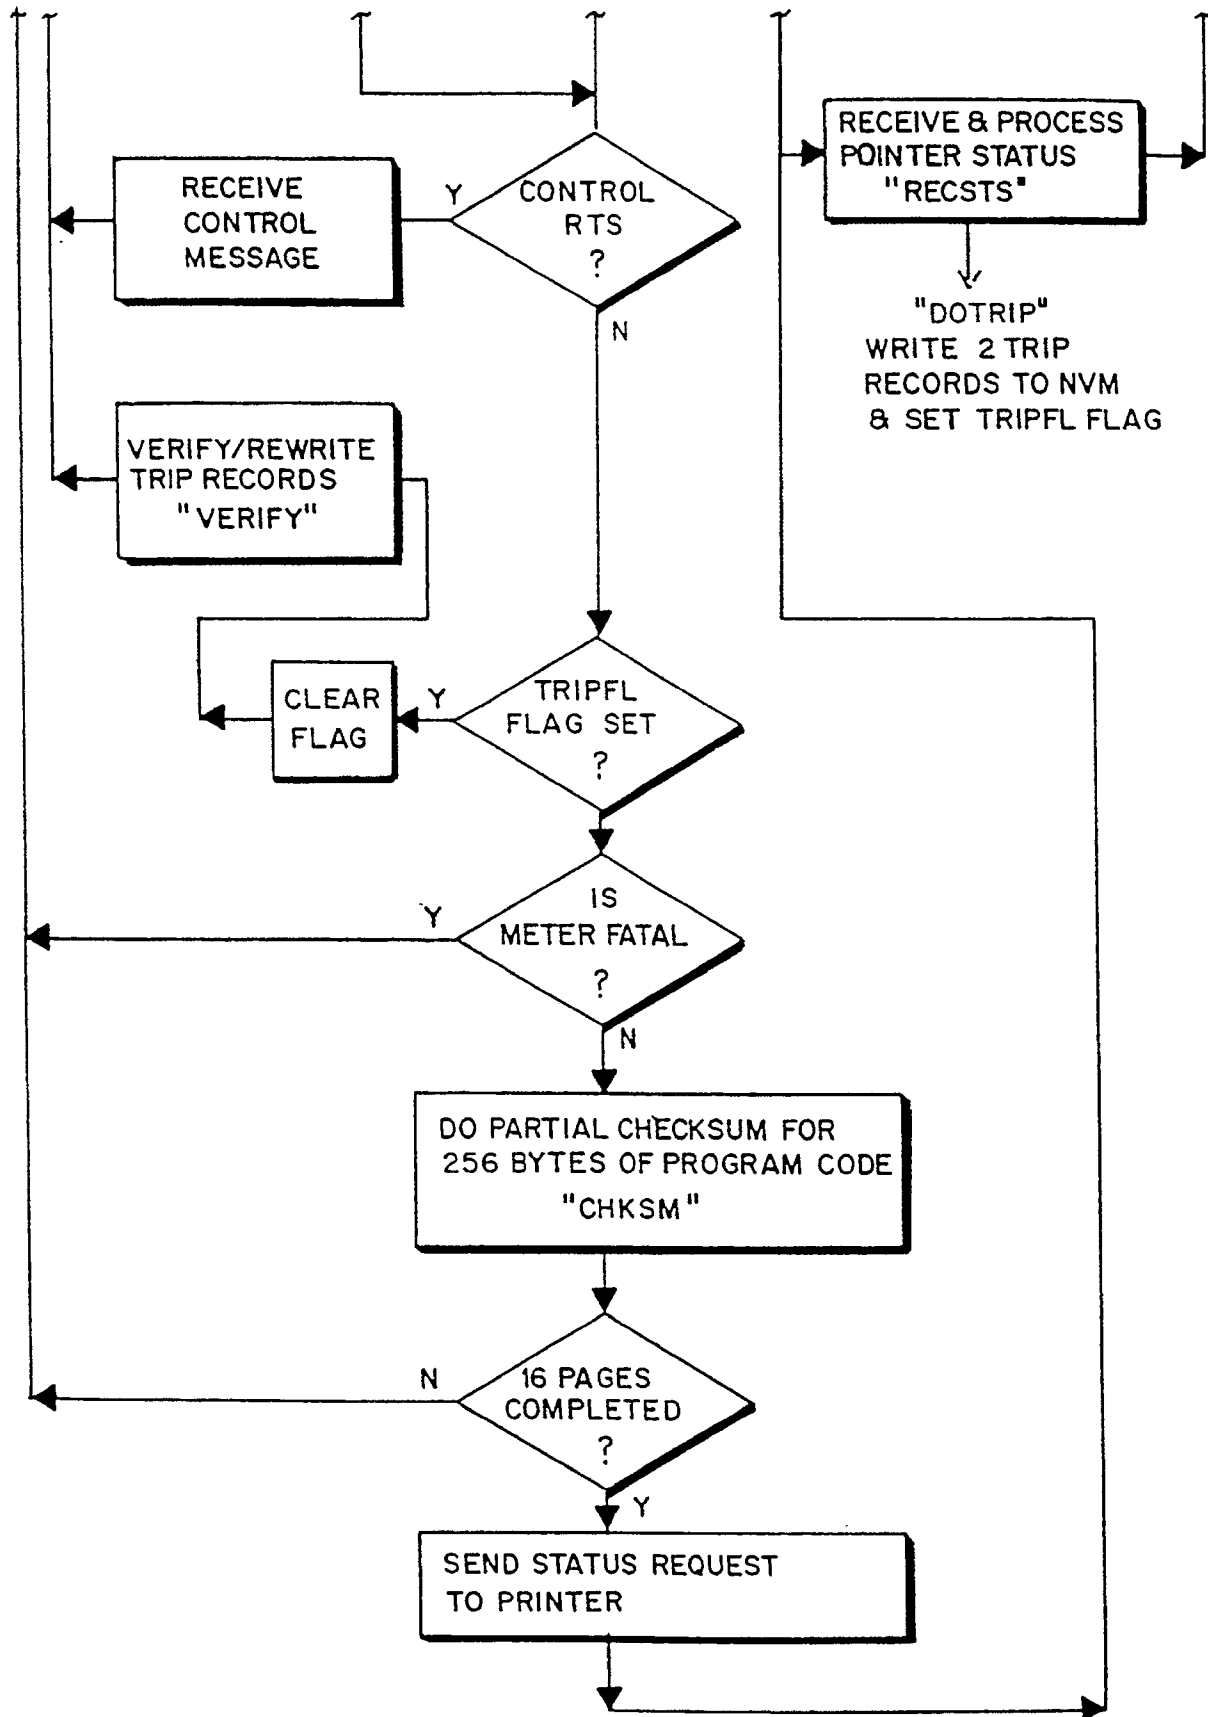 RECEIVE & PROCESS
POINTER STATUS
"RECSTS"
RECEIVE
CONTROL
MESSAGE
Y
CONTROL
RTS
?
N
"DOTRIP"
WRITE 2 TRIP
RECORDS TO NVM
& SET TRIPFL FLAG
VERIFY/REWRITE
TRIP RECORDS
"VERIFY"
CLEAR
FLAG
Y
TRIPFL
FLAG SET
?
Y
IS
METER FATAL
?
N
DO PARTIAL CHECKSUM FOR
256 BYTES OF PROGRAM CODE
"CHKSM"
N
16 PAGES
COMPLETED
?
Y
SEND STATUS REQUEST
TO PRINTER